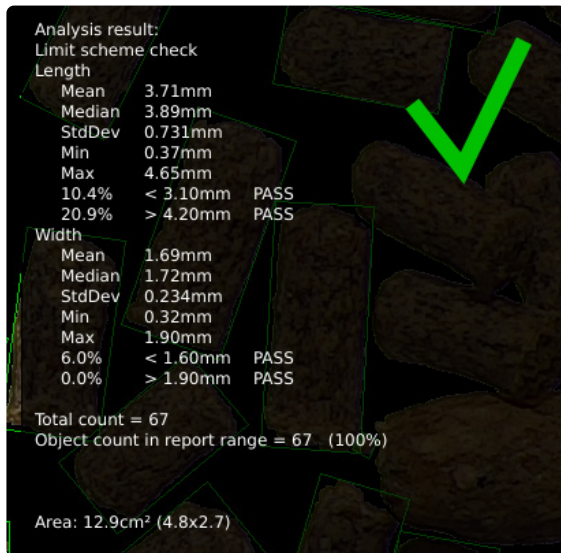 Analysis result:
Limit scheme check
Length
Mean 3.71mm
Median 3.89mm
StdDev 0.731mm
Min 0.37mm
Max 4.65mm
10.4% < 3.10mm PASS
20.9% > 4.20mm PASS
Width
Mean 1.69mm
Median 1.72mm
StdDev 0.234mm
Min 0.32mm
Max 1.90mm
6.0% < 1.60mm PASS
0.0% > 1.90mm PASS
Total count = 67
Object count in report range = 67 (100%)
Area: 12.9cm² (4.8x2.7)